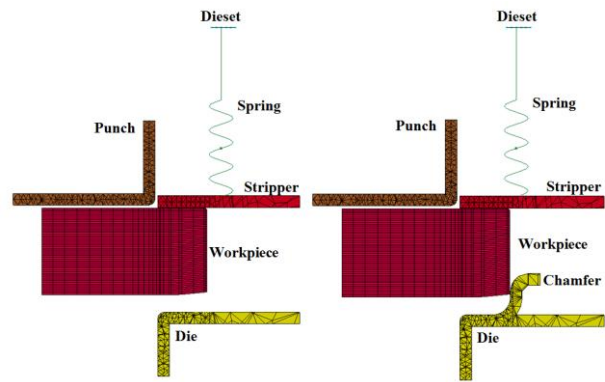 Dieset
Spring
Punch
Stripper
Workpiece
Die
Dieset
Spring
Punch
Stripper
Workpiece
Chamfer
Die